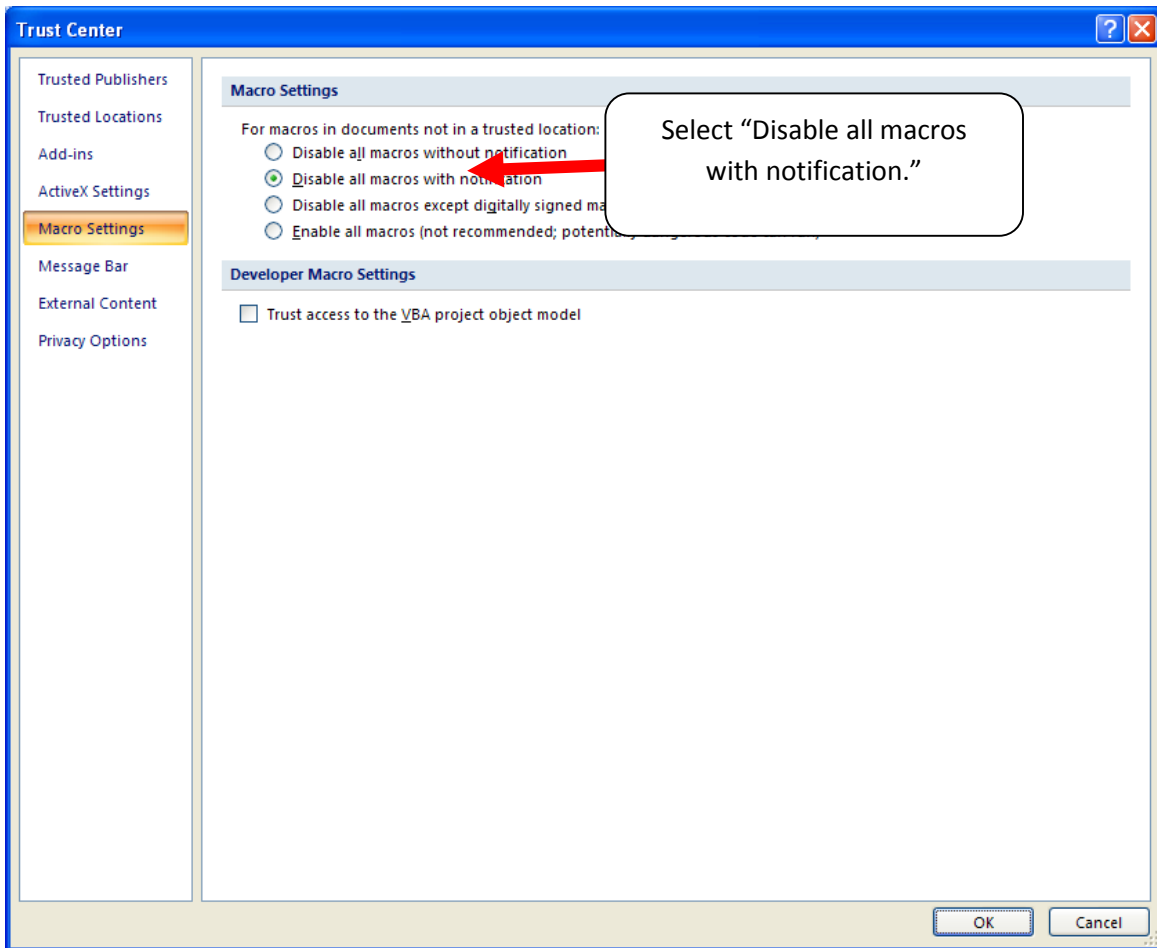 Trust Center
Trusted Publishers
Trusted Locations
Add-ins
ActiveX Settings
Macro Settings
Message Bar
External Content
Privacy Options
Macro Settings
For macros in documents not in a trusted location:
Disable all macros without notification
Disable all macros with notification
Disable all macros except digitally signed
Enable all macros (not recommended;
Select “Disable all macros
with notification.”
Developer Macro Settings
Trust access to the VBA project object model
OK
Cancel